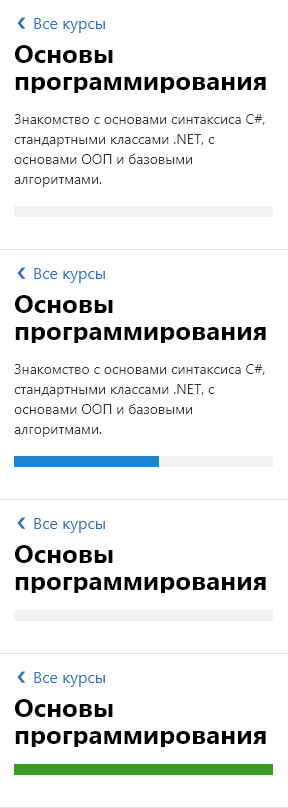 Все курсы
Основы
программирования
Знакомство с основами синтаксиса C#,
стандартными классами .NET, с
основами ООП и базовыми
алгоритмами.
Все курсы
Основы
программирования
Знакомство с основами синтаксиса C#,
стандартными классами .NET, с
основами ООП и базовыми
алгоритмами.
Все курсы
Основы
программирования
Все курсы
Основы
программирования